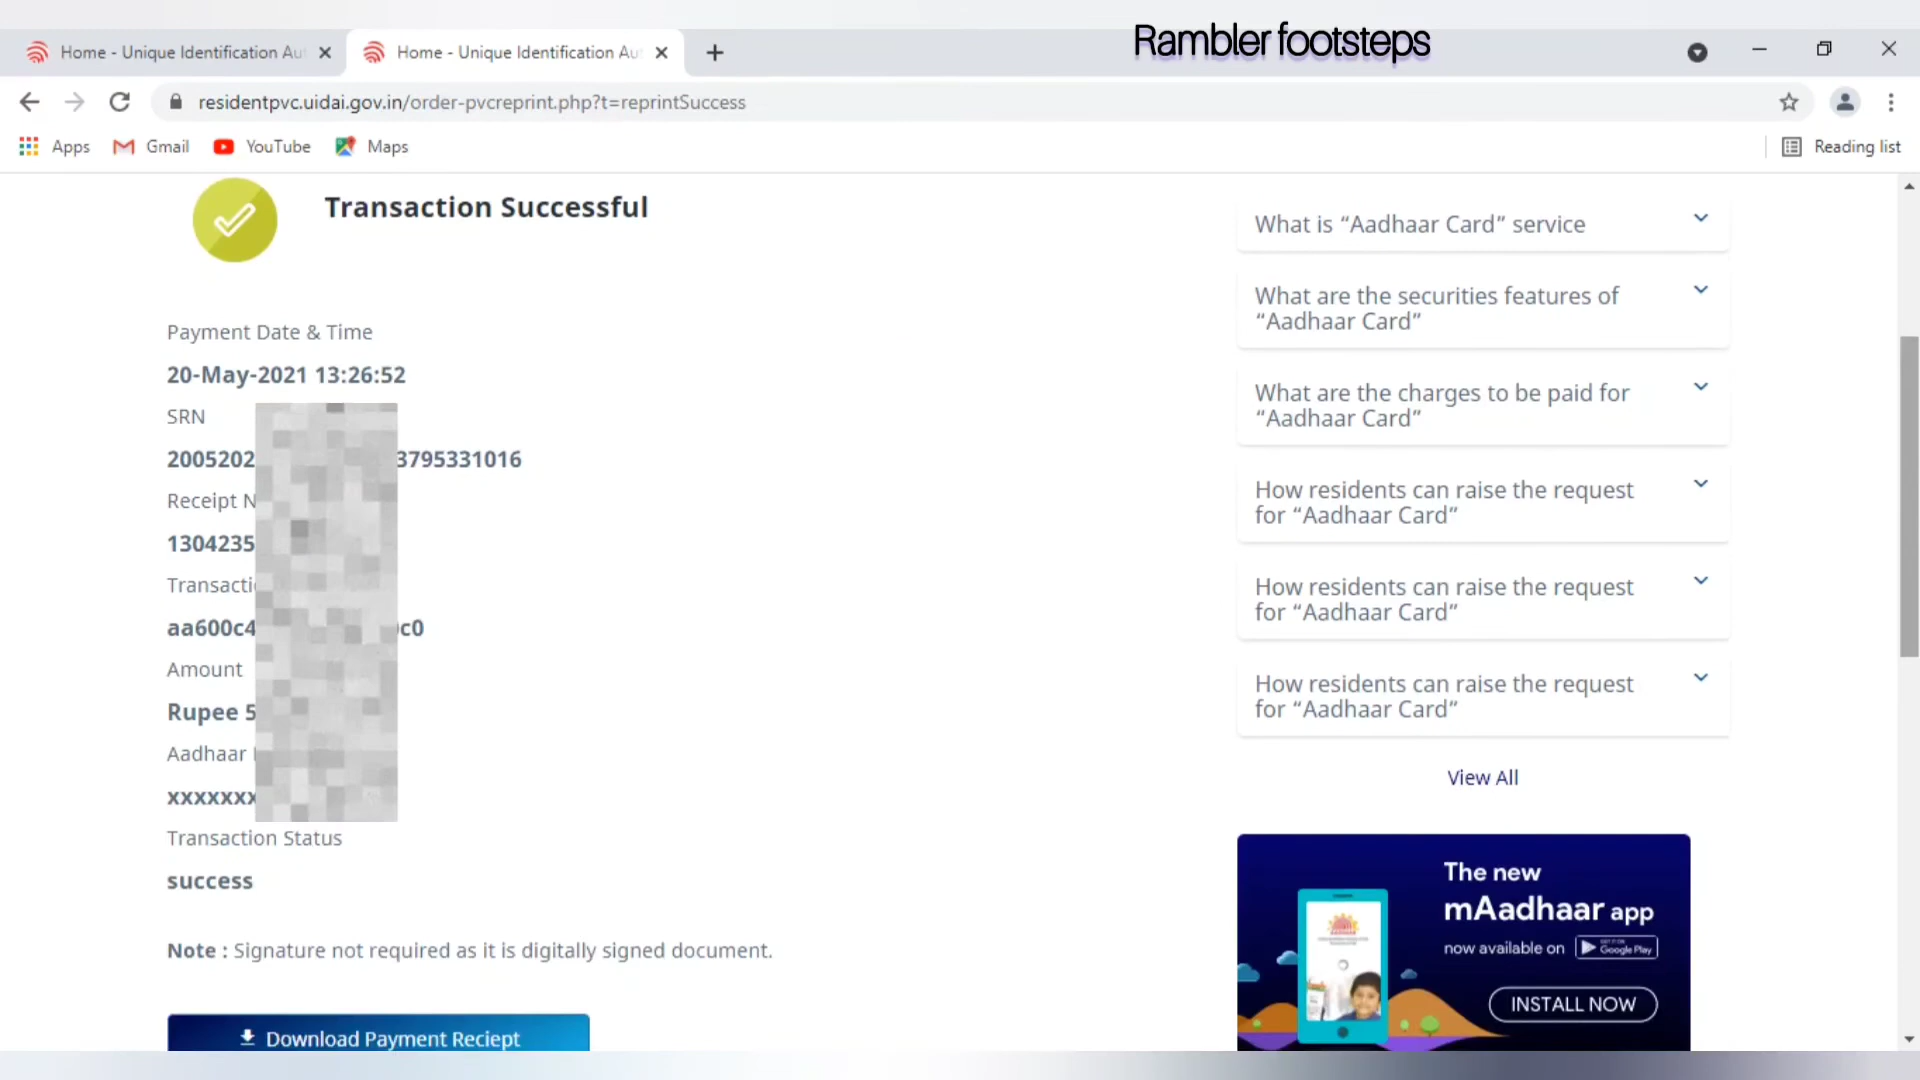 Rambler footsteps
Home - Unique Identification Au
Home - Unique Identification Au
residentpvc.uidai.gov.in/order-pvcreprint.php?t=reprintSuccess
Apps
Gmail
YouTube
Maps
Reading list
Transaction Successful
Payment Date & Time
20-May-2021 13:26:52
SRN
2005202 3795331016
Receipt N
1304235
Transacti
aa600c4 c0
Amount
Rupee 5
Aadhaar
xxxxxxx
Transaction Status
success
Note : Signature not required as it is digitally signed document.
Download Payment Reciept
What is “Aadhaar Card” service
What are the securities features of
“Aadhaar Card”
What are the charges to be paid for
“Aadhaar Card”
How residents can raise the request
for “Aadhaar Card”
How residents can raise the request
for “Aadhaar Card”
How residents can raise the request
for “Aadhaar Card”
View All
The new
mAadhaar app
now available on GET IT ON Google Play
INSTALL NOW